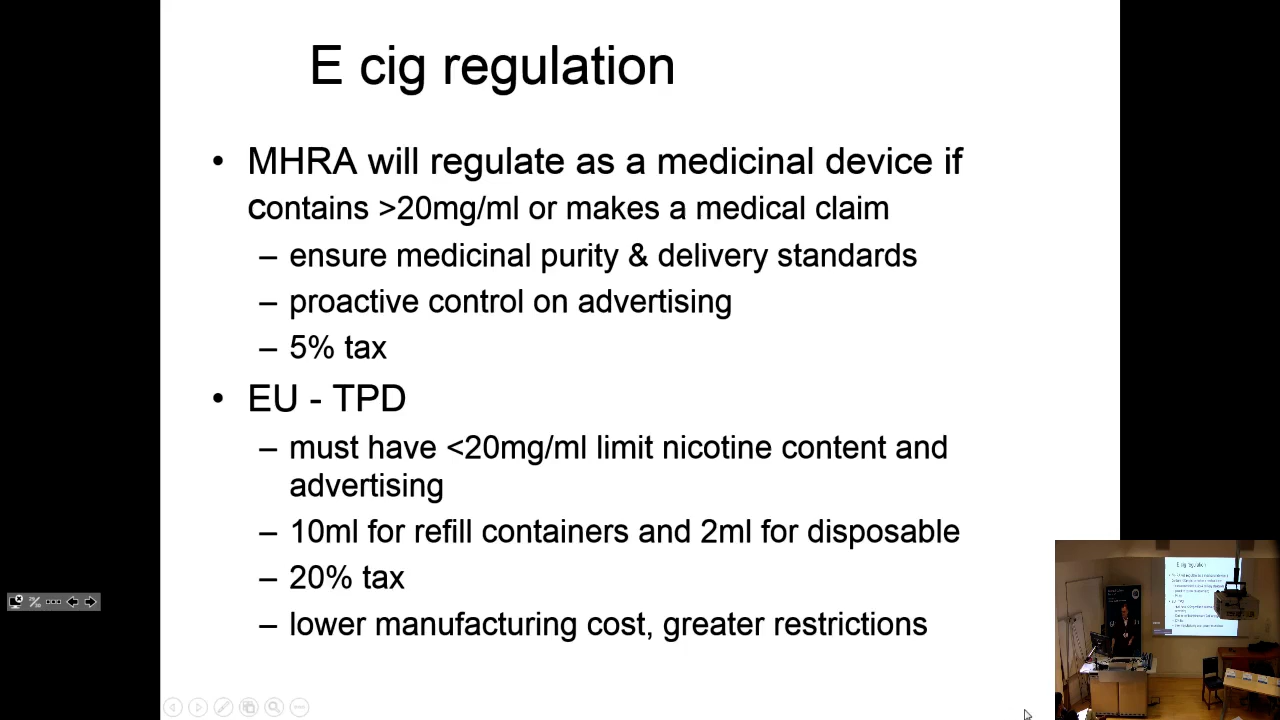 E cig regulation
• MHRA will regulate as a medicinal device if
contains >20mg/ml or makes a medical claim
– ensure medicinal purity & delivery standards
– proactive control on advertising
– 5% tax
• EU - TPD
– must have <20mg/ml limit nicotine content and
advertising
– 10ml for refill containers and 2ml for disposable
– 20% tax
– lower manufacturing cost, greater restrictions
E cig regulation